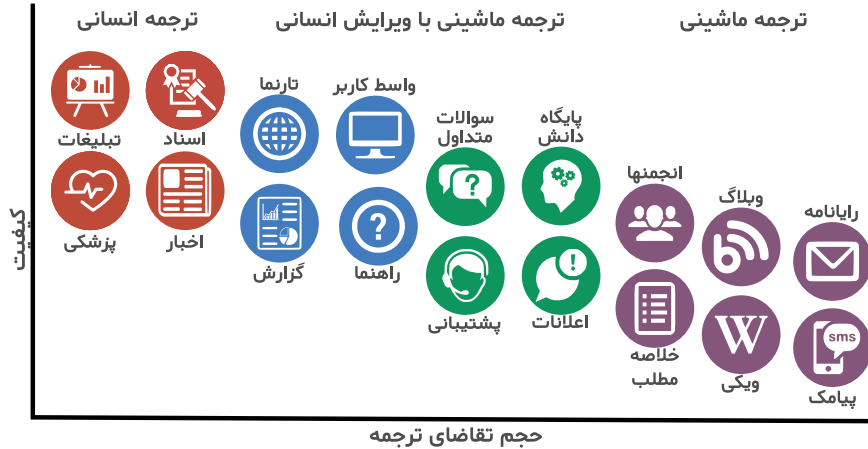 ترجمه ماشینی
ترجمه ماشینی با ویرایش انسانی
ترجمه انسانی
تبلیغات
اسناد
پزشکی
اخبار
تارنما
واسط کاربر
گزارش
راهنما
سوالات
متداول
پایگاه
دانش
پشتیبانی
اعلانات
انجمنها
وبلاگ
رایانامه
خلاصه
مطلب
ویکی
sms
پیامک
کیفیت
حجم تقاضای ترجمه